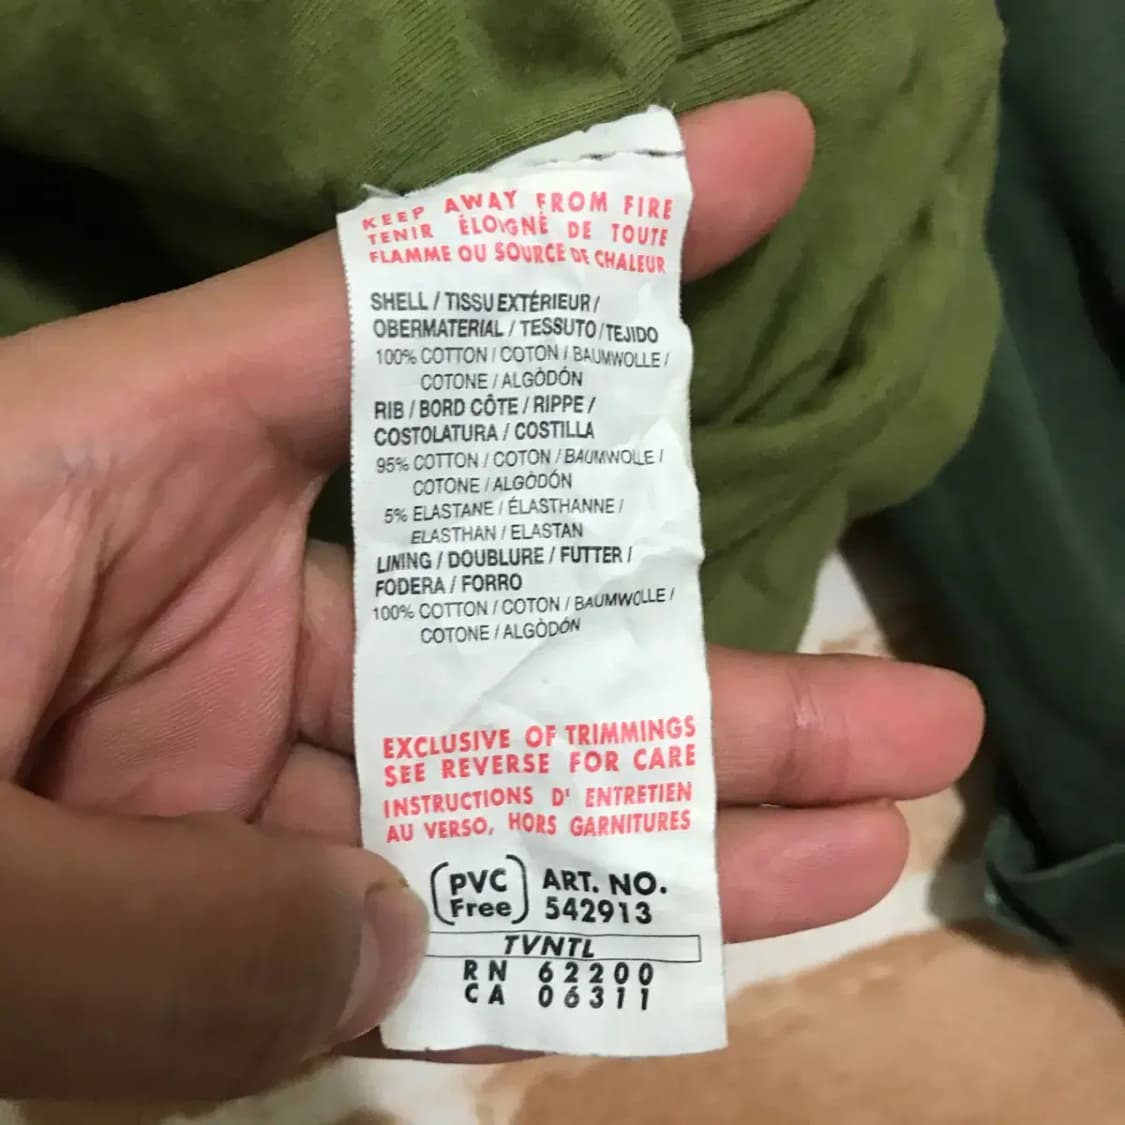 KEEP AWAY FROM FIRE
TENIR ÉLOIGNÉ DE TOUTE
FLAMME OU SOURCE DE CHALEUR
SHELL / TISSU EXTÉRIEUR /
OBERMATERIAL / TESSUTO / TEJIDO
100% COTTON / COTON / BAUMWOLLE /
COTONE / ALGÒDÓN
RIB / BORD CÔTE / RIPPE /
COSTOLATURA / COSTILLA
95% COTTON / COTON / BAUMWOLLE /
COTONE / ALGÒDÓN
5% ELASTANE / ÉLASTHANNE /
ELASTHAN / ELASTAN
LINING / DOUBLURE / FUTTER /
FODERA / FORRO
100% COTTON / COTON / BAUMWOLLE /
COTONE / ALGÒDÓN
EXCLUSIVE OF TRIMMINGS
SEE REVERSE FOR CARE
INSTRUCTIONS D' ENTRETIEN
AU VERSO, HORS GARNITURES
PVC Free ART. NO.
542913
TVNTL
RN 62200
CA 06311